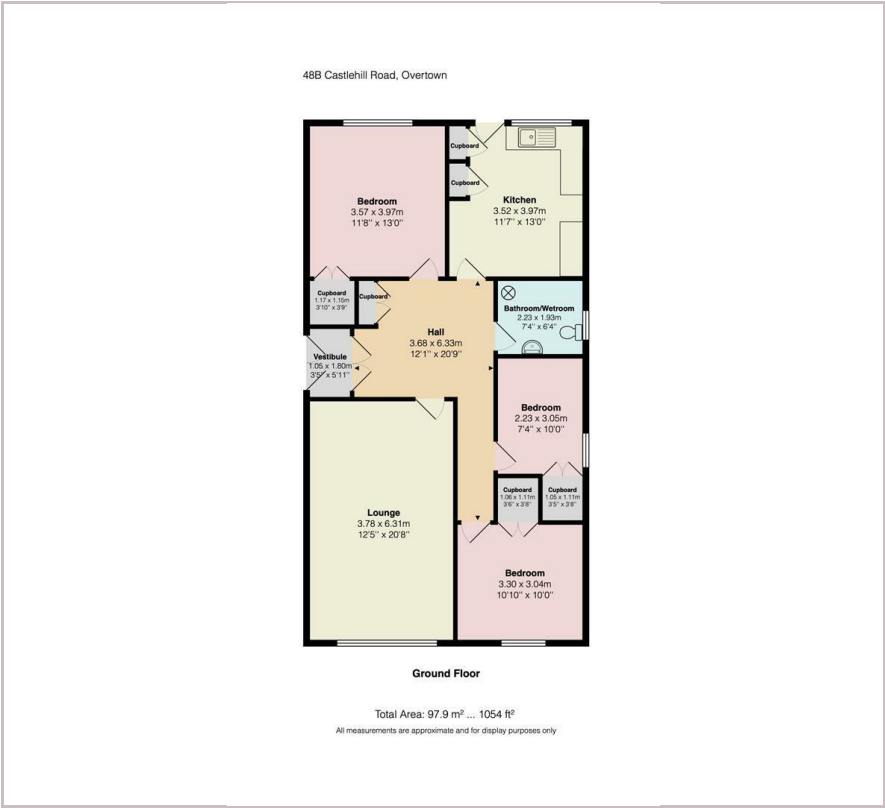 48B Castlehill Road, Overtown
Cupboard
Cupboard
Bedroom
3.57 x 3.97m
11'8'' x 13'0''
Kitchen
3.52 x 3.97m
11'7'' x 13'0''
Cupboard
1.17 x 1.15m
3'10'' x 3'9''
Cupboard
Hall
3.68 x 6.33m
12'1'' x 20'9''
Bathroom/Wetroom
2.23 x 1.93m
7'4'' x 6'4''
Vestibule
1.05 x 1.80m
3'5'' x 5'11''
Bedroom
2.23 x 3.05m
7'4'' x 10'0''
Cupboard
1.06 x 1.11m
3'6'' x 3'8''
Cupboard
1.05 x 1.11m
3'5'' x 3'8''
Lounge
3.78 x 6.31m
12'5'' x 20'8''
Bedroom
3.30 x 3.04m
10'10'' x 10'0''
Ground Floor
Total Area: 97.9 m² ... 1054 ft²
All measurements are approximate and for display purposes only